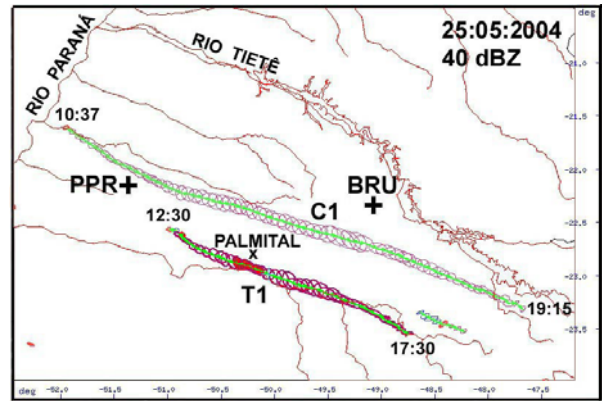 deg
25:05:2004
40 dBZ
RIO TIETÊ
RIO PARANÁ
-21.0
-21.5
10:37
-22.0
PPR
BRU
12:30
C1
-22.5
PALMITAL
x
T1
-23.0
19:15
-23.5
17:30
deg
-52.0
-51.5
-51.0
-50.5
-50.0
-49.5
-49.0
-48.5
-48.0
-47.5